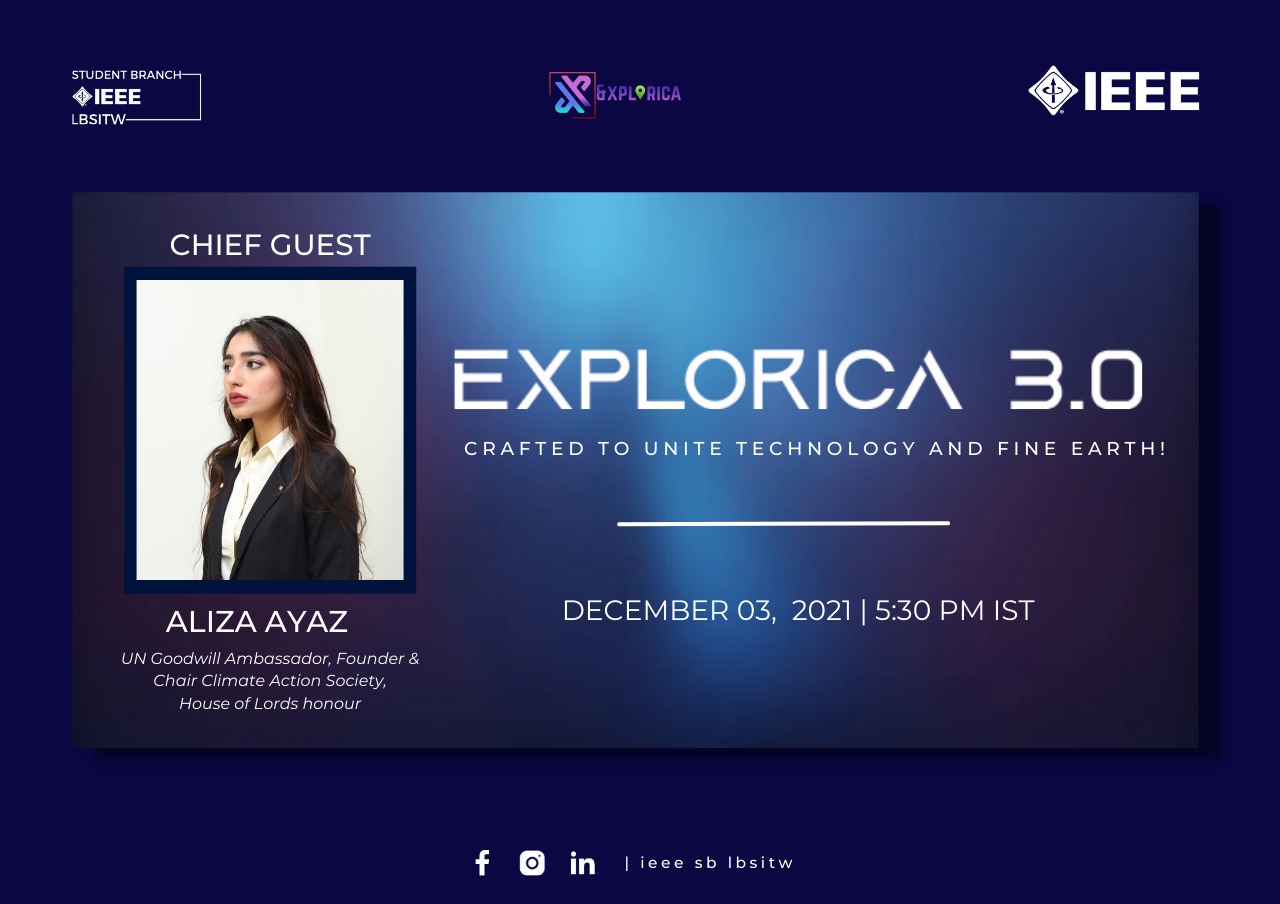 STUDENT BRANCH
IEEE
LBSITW
EXPLORICA
IEEE
CHIEF GUEST
ALIZA AYAZ
UN Goodwill Ambassador, Founder &
Chair Climate Action Society,
House of Lords honour
EXPLORICA 3.0
CRAFTED TO UNITE TECHNOLOGY AND FINE EARTH!
DECEMBER 03, 2021 | 5:30 PM IST
| ieee sb lbsitw